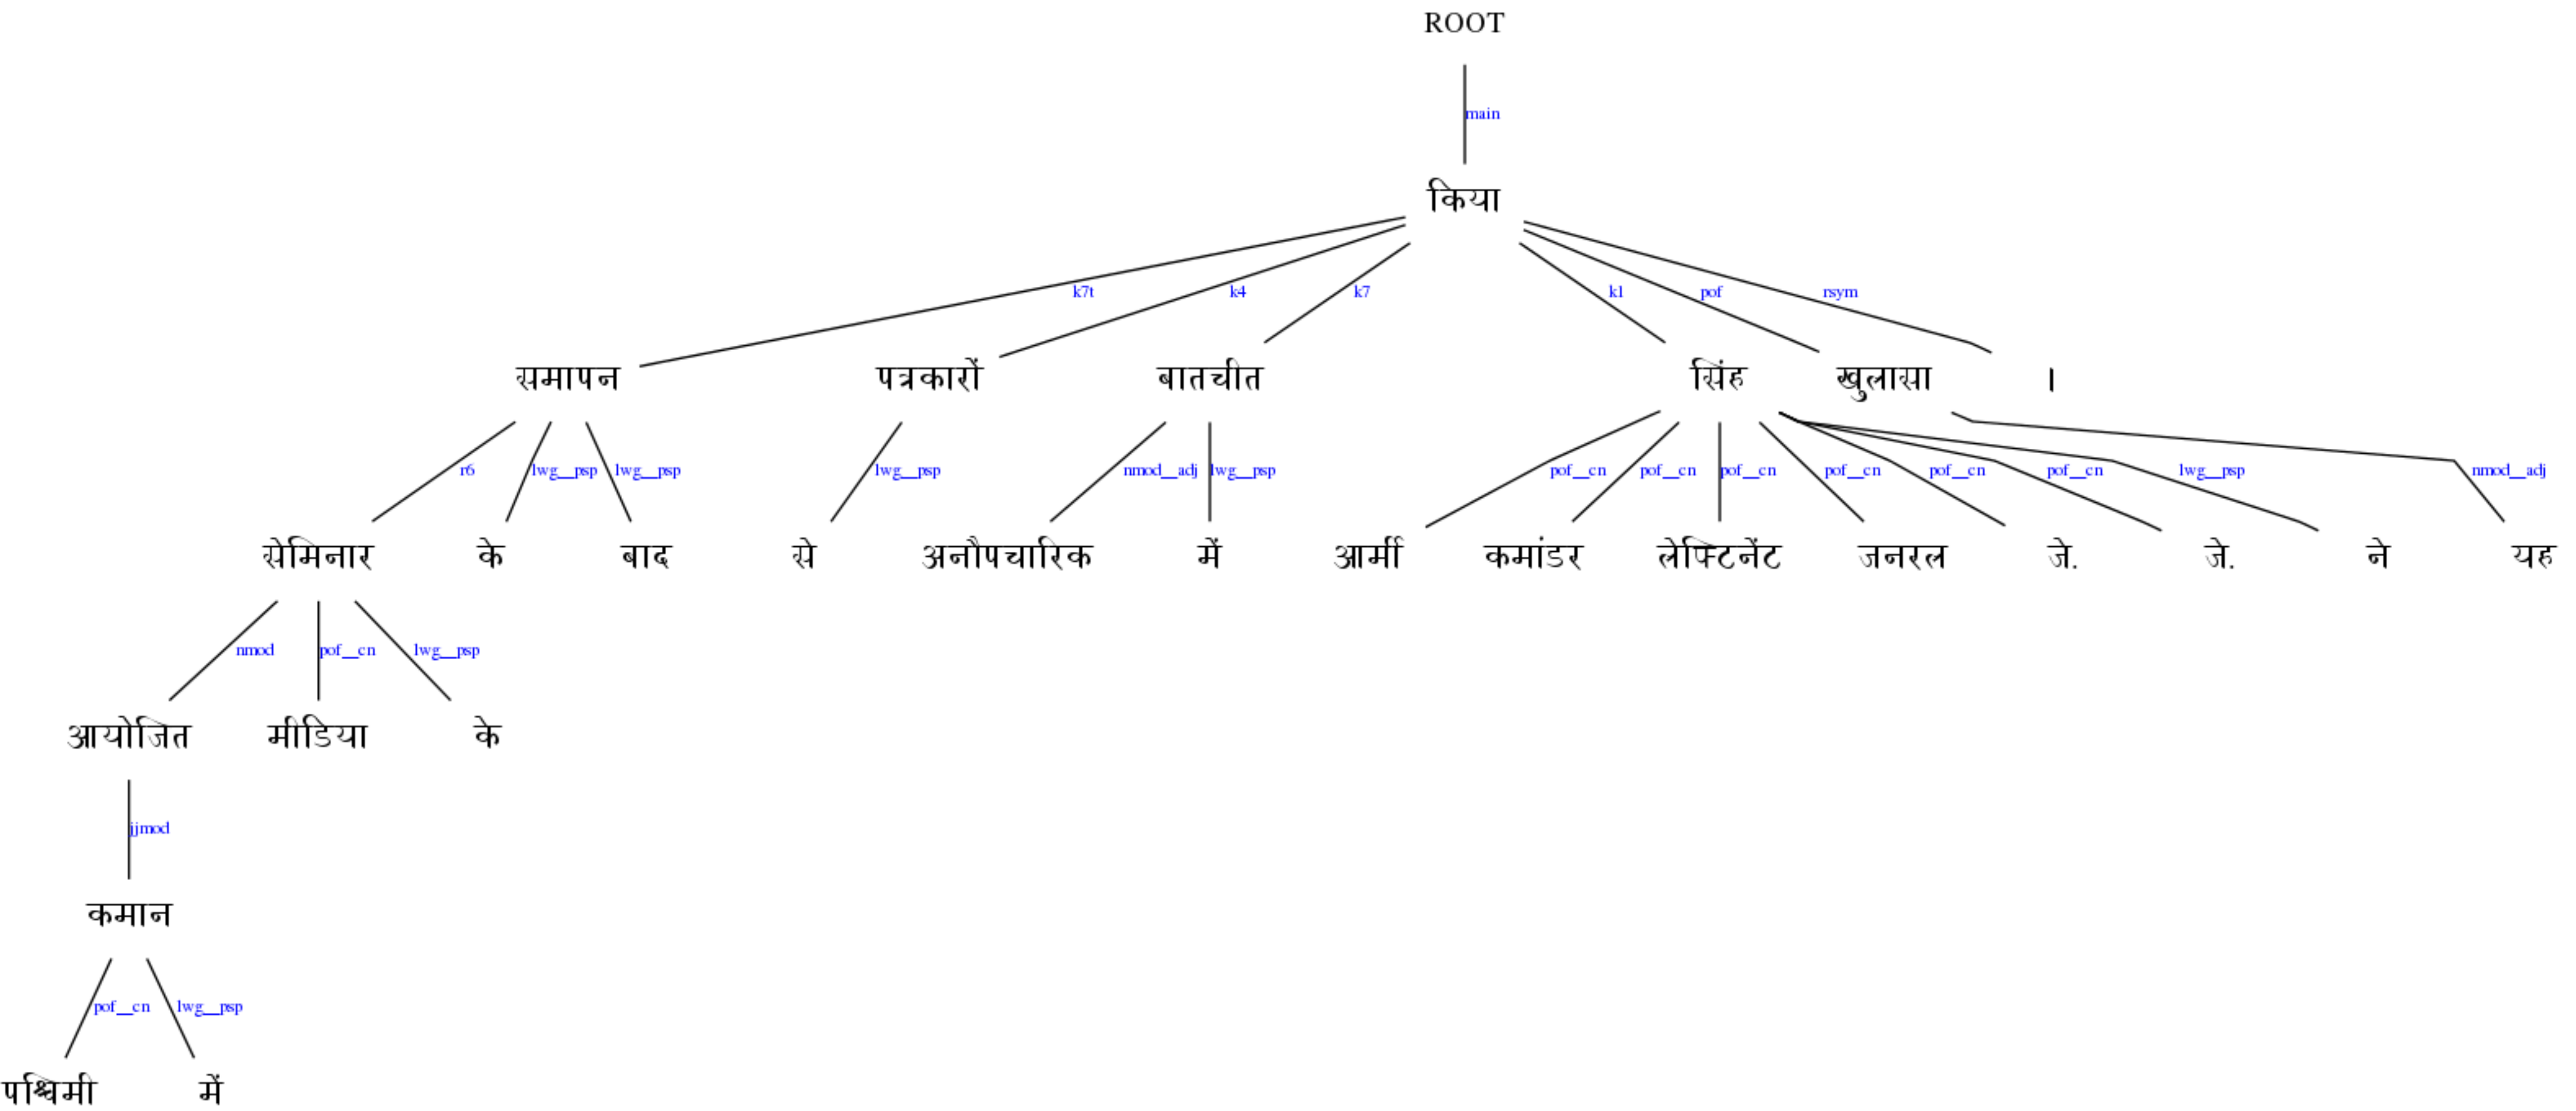 ROOT
main
किया
k7t k4 k7 k1 pof rsym
समापन पत्रकारों बातचीत सिंह खुलासा ।
r6 lwg__psp lwg__psp lwg__psp nmod__adj lwg__psp pof__cn pof__cn pof__cn pof__cn pof__cn pof__cn lwg__psp nmod__adj
सेमिनार के बाद से अनौपचारिक में आर्मी कमांडर लेफ्टिनेंट जनरल जे. जे. ने यह
nmod pof__cn lwg__psp
आयोजित मीडिया के
jjmod
कमान
pof__cn lwg__psp
पश्चिमी में